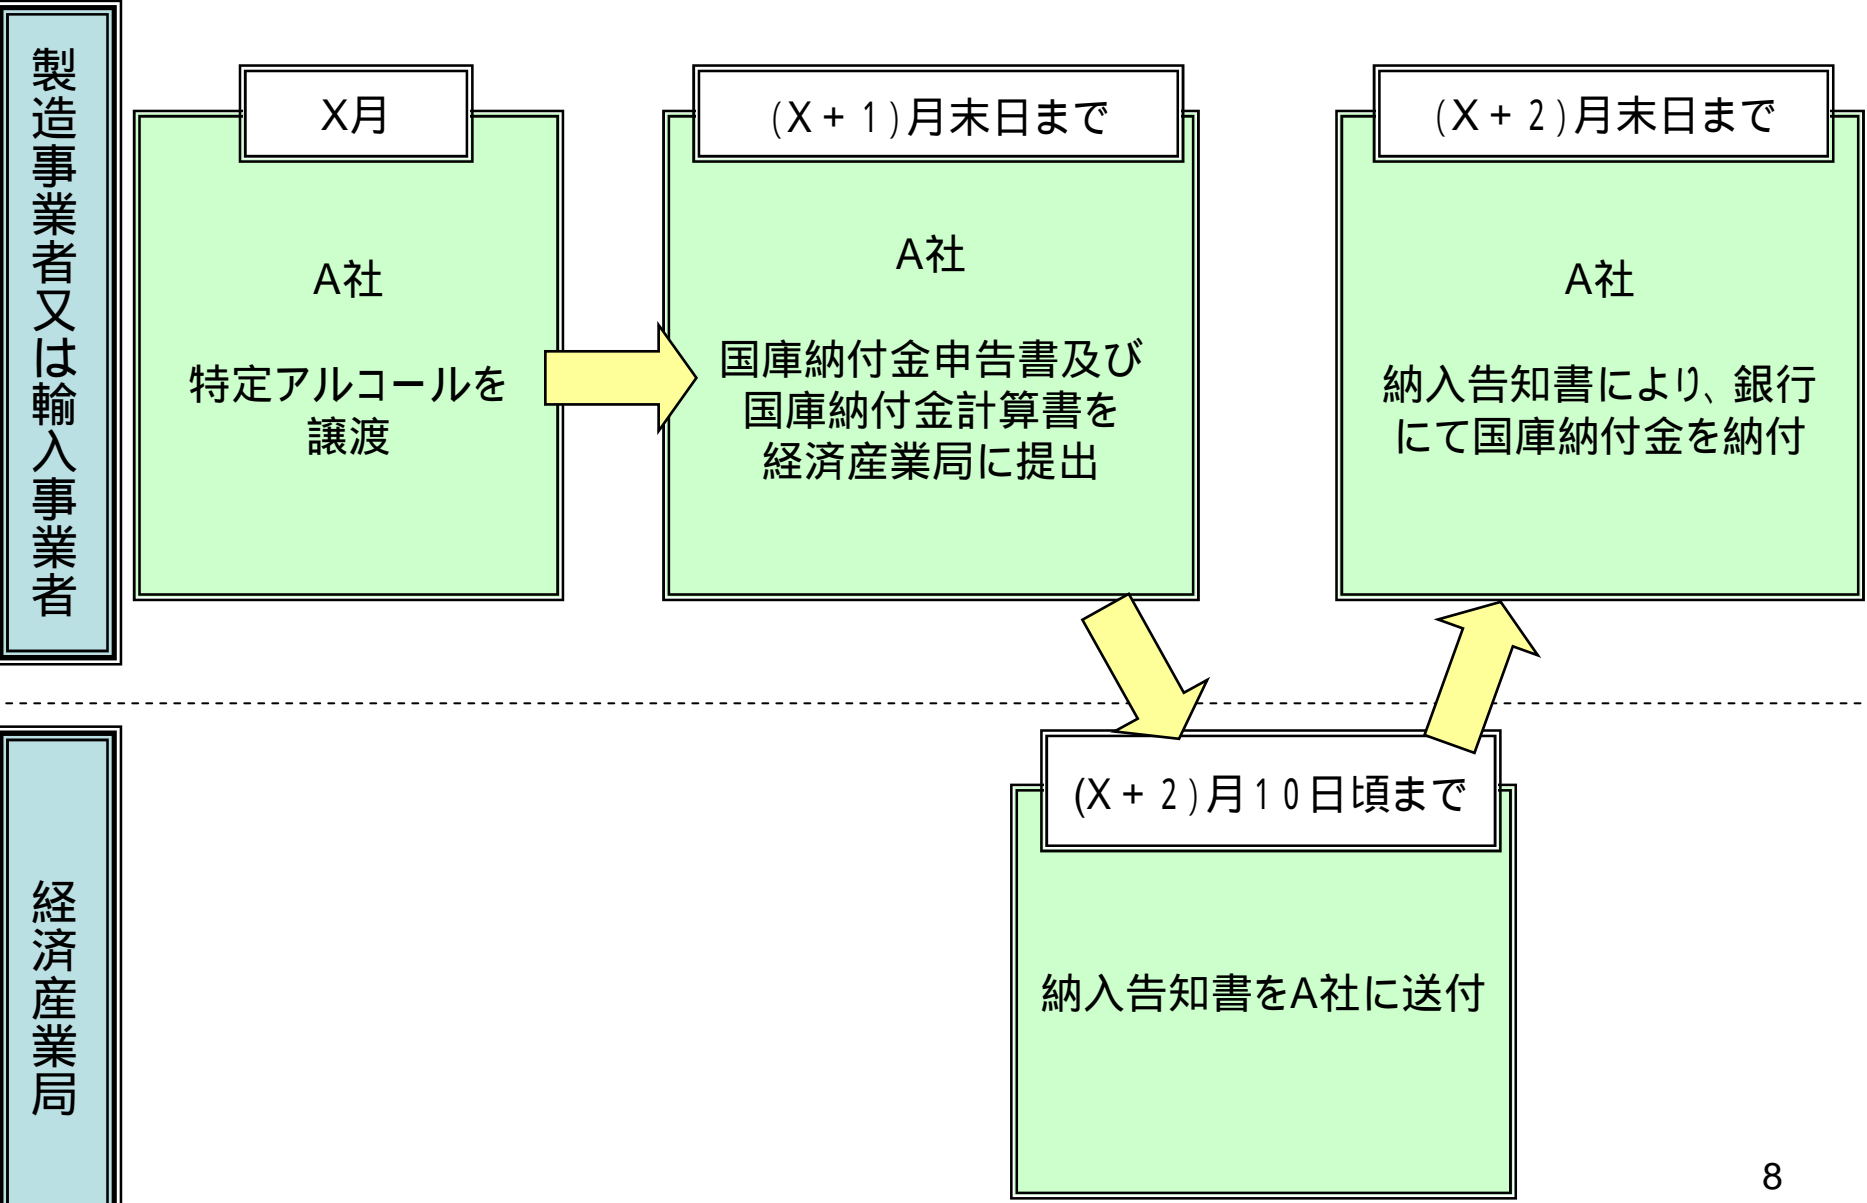 製造事業者又は輸入事業者
X月
A社
特定アルコールを
譲渡
(X+1)月末日まで
A社
国庫納付金申告書及び
国庫納付金計算書を
経済産業局に提出
(X+2)月末日まで
A社
納入告知書により、銀行
にて国庫納付金を納付
経済産業局
(X+2)月10日頃まで
納入告知書をA社に送付
8